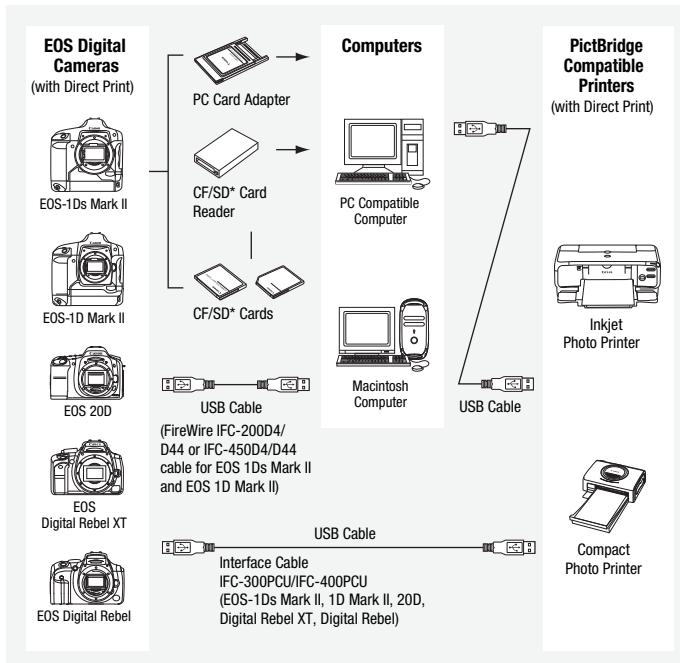 EOS Digital
Cameras
(with Direct Print)
EOS-1Ds Mark II
EOS-1D Mark II
EOS 20D
EOS
Digital Rebel XT
EOS Digital Rebel
PC Card Adapter
CF/SD* Card
Reader
CF/SD* Cards
USB Cable
(FireWire IFC-200D4/
D44 or IFC-450D4/D44
cable for EOS 1Ds Mark II
and EOS 1D Mark II)
USB Cable
Interface Cable
IFC-300PCU/IFC-400PCU
(EOS-1Ds Mark II, 1D Mark II, 20D,
Digital Rebel XT, Digital Rebel)
Computers
PC Compatible
Computer
Macintosh
Computer
USB Cable
PictBridge
Compatible
Printers
(with Direct Print)
Inkjet
Photo Printer
Compact
Photo Printer